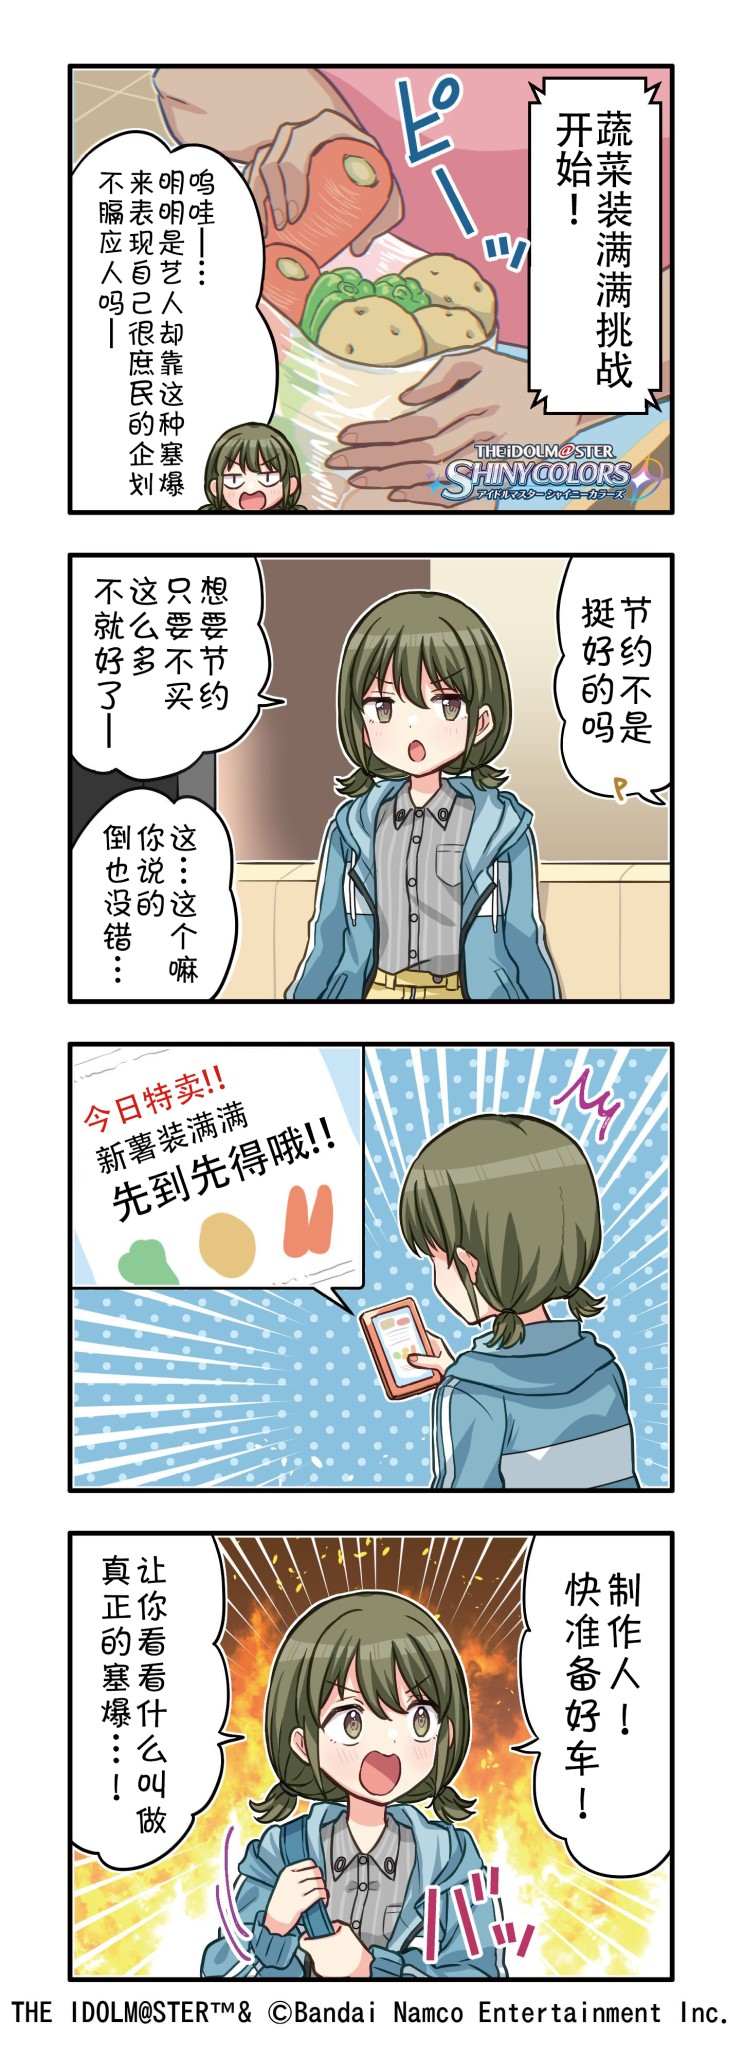 蔬菜装满满挑战
开始！
ピーッ
呜哇—…
明明是艺人却靠这种塞爆
来表现自己很庶民的企划
不膈应人吗—
THE iDOLM@STER
SHINYCOLORS
アイドルマスター シャイニーカラーズ
节约不是
挺好的吗
P
想要节约
只要不买
这么多
不就好了—
这…这个嘛
你说的
倒也没错…
今日特卖!!
新薯装满满
先到先得哦!!
制作人！
快准备好车！
让你看看什么叫做
真正的塞爆…！
バッ
THE IDOLM@STER™& ©Bandai Namco Entertainment Inc.